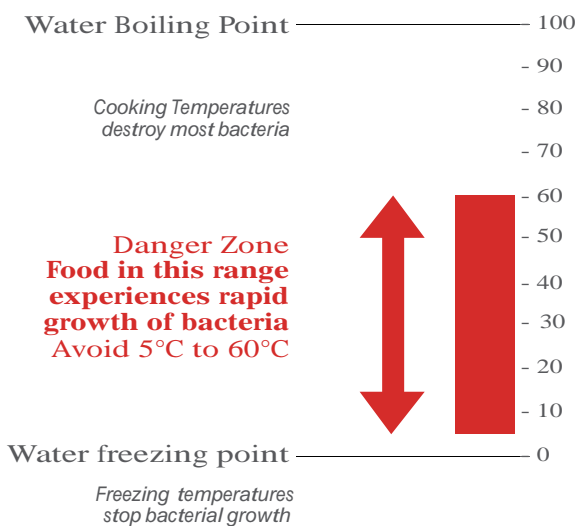 Water Boiling Point
- 100
- 90
Cooking Temperatures
destroy most bacteria
- 80
- 70
- 60
Danger Zone
Food in this range
experiences rapid
growth of bacteria
Avoid 5°C to 60°C
- 50
- 40
- 30
- 20
- 10
Water freezing point
- 0
Freezing temperatures
stop bacterial growth